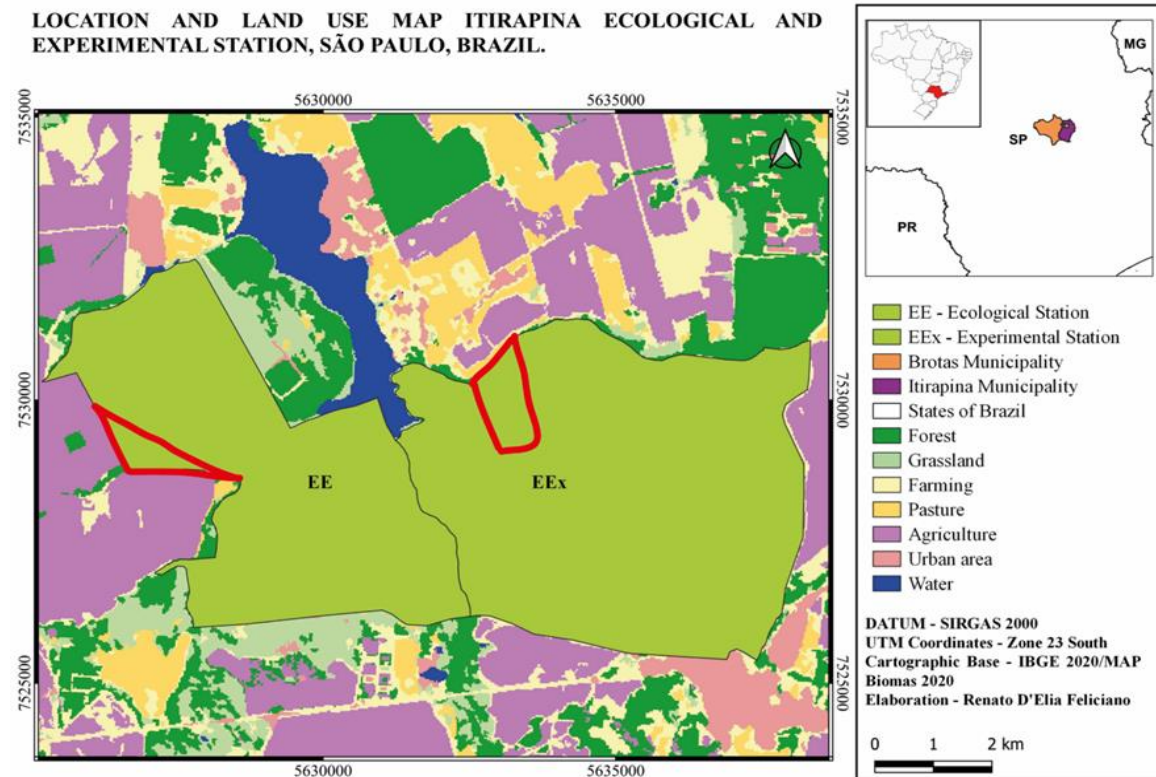 LOCATION AND LAND USE MAP ITIRAPINA ECOLOGICAL AND
EXPERIMENTAL STATION, SÃO PAULO, BRAZIL.
5630000
5635000
7535000
7535000
7530000
7530000
7525000
7525000
EE
EEx
5630000
5635000
MG
SP
PR
EE - Ecological Station
EEx - Experimental Station
Brotas Municipality
Itirapina Municipality
States of Brazil
Forest
Grassland
Farming
Pasture
Agriculture
Urban area
Water
DATUM - SIRGAS 2000
UTM Coordinates - Zone 23 South
Cartographic Base - IBGE 2020/MAP
Biomas 2020
Elaboration - Renato D'Elia Feliciano
0 1 2 km